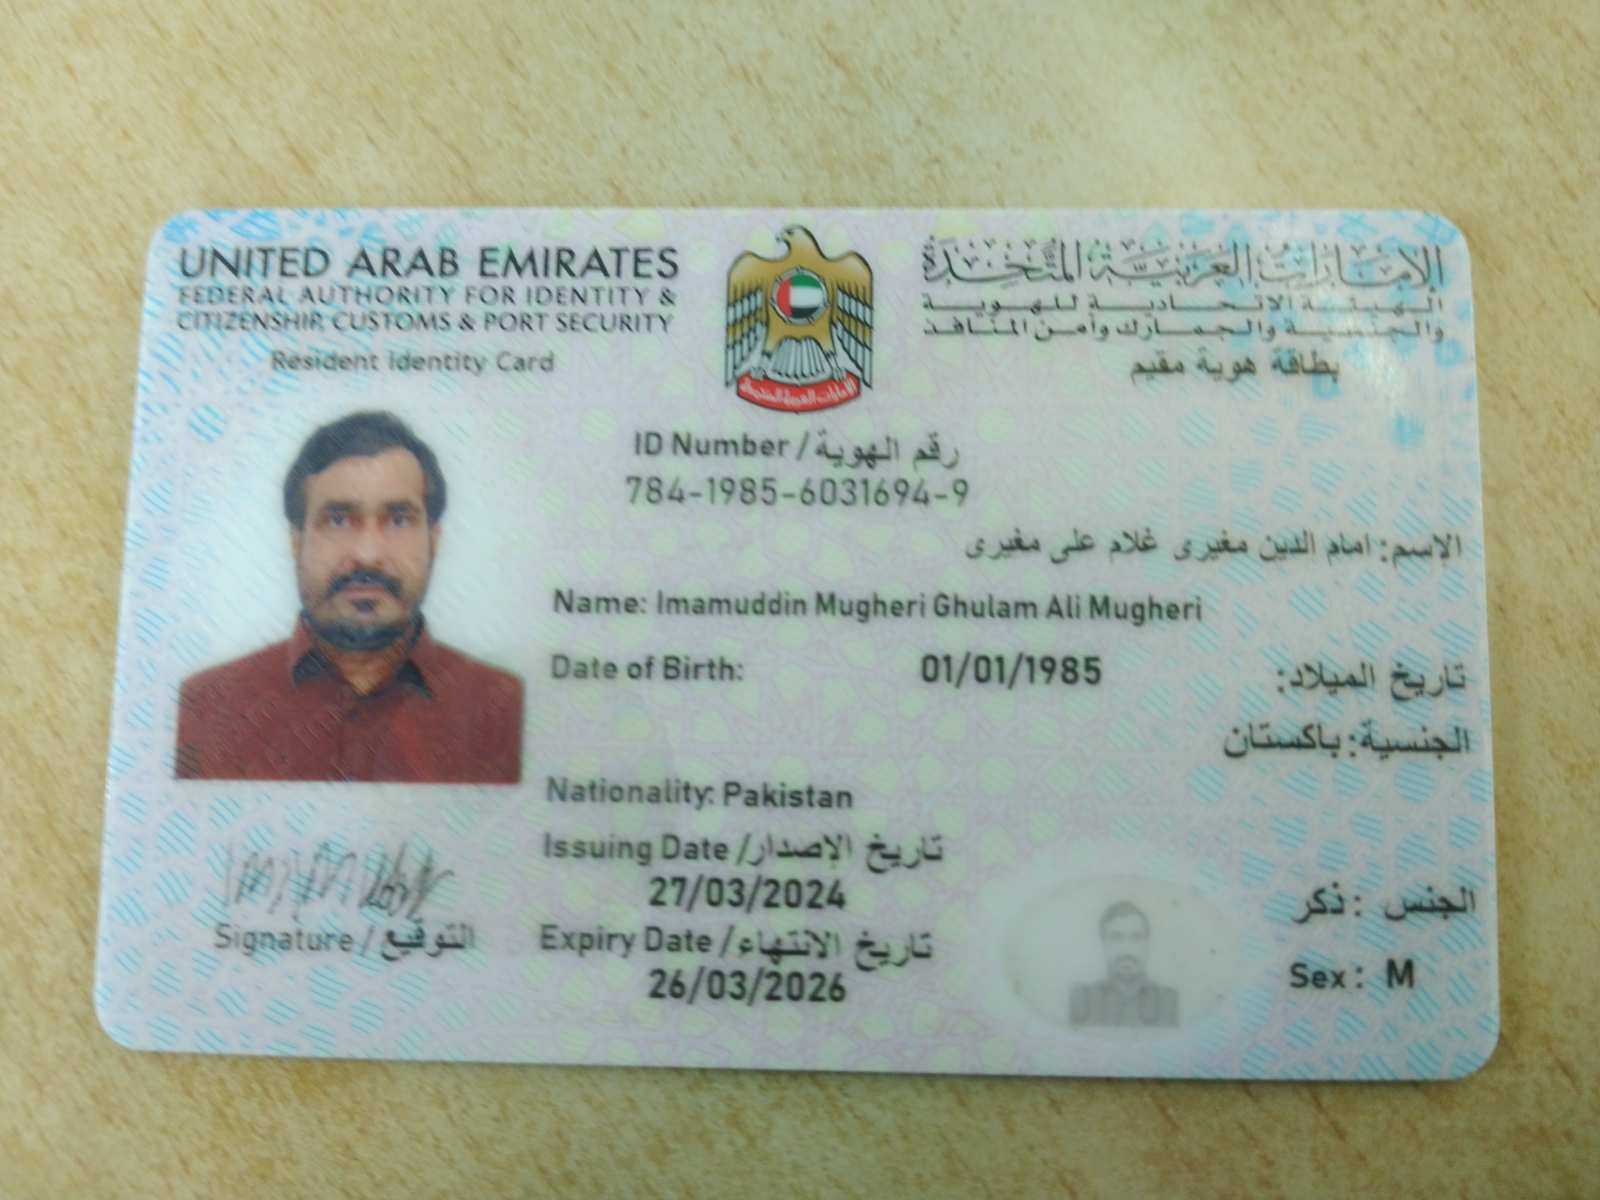 UNITED ARAB EMIRATES
FEDERAL AUTHORITY FOR IDENTITY &
CITIZENSHIP, CUSTOMS & PORT SECURITY
Resident Identity Card
الإمارات العربية المتحدة
الهيئة الاتحادية للهوية
والجنسية والجمارك وأمن المنافذ
بطاقة هوية مقيم
الإمارات العربية المتحدة
ID Number / رقم الهوية
784-1985-6031694-9
الاسم: امام الدين مغيرى غلام على مغيرى
Name: Imamuddin Mugheri Ghulam Ali Mugheri
Date of Birth: 01/01/1985 تاريخ الميلاد:
الجنسية: باكستان
Nationality: Pakistan
Issuing Date / تاريخ الإصدار
27/03/2024
Expiry Date / تاريخ الانتهاء
26/03/2026
Signature / التوقيع
الجنس : ذكر
Sex : M